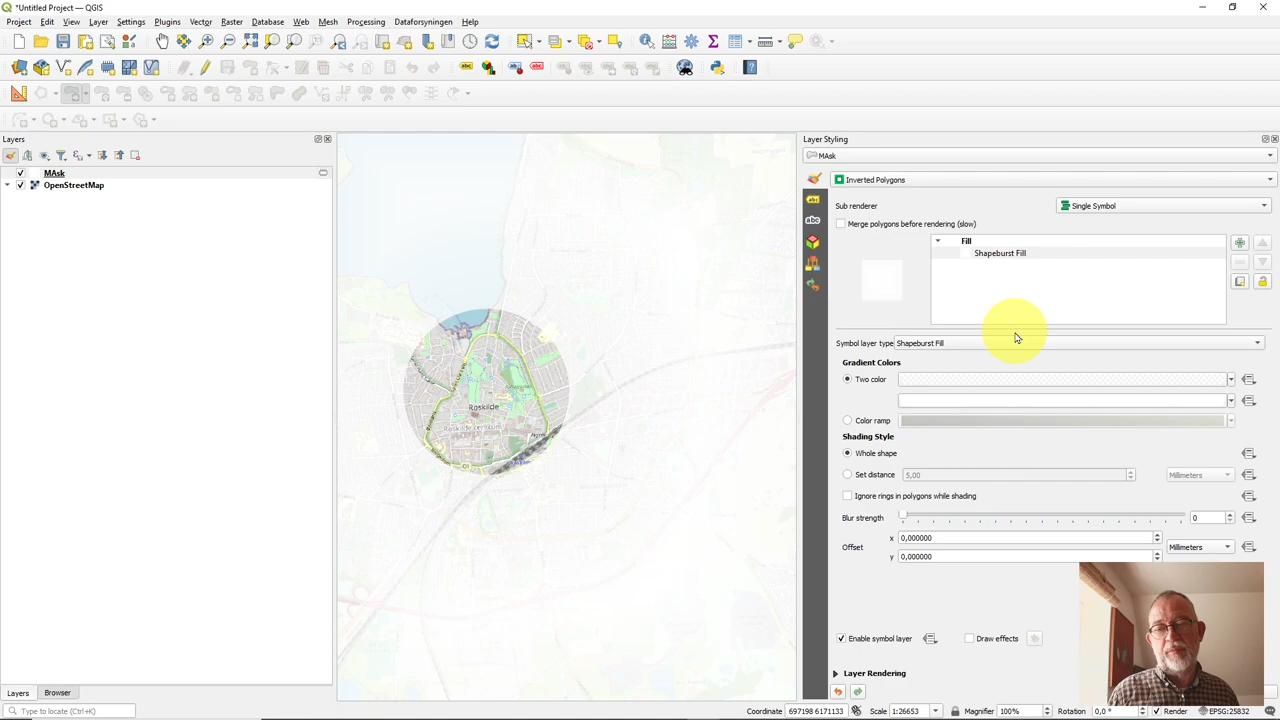 *Untitled Project — QGIS
Project Edit View Layer Settings Plugins Vector Raster Database Web Mesh Processing Dataforsyningen Help
Layers
MAsk
OpenStreetMap
Roskilde
Roskilde centrum
Layers Browser
Type to locate (Ctrl+K)
Layer Styling
MAsk
Inverted Polygons
Sub renderer Single Symbol
Merge polygons before rendering (slow)
Fill
Shapeburst Fill
Symbol layer type Shapeburst Fill
Gradient Colors
Two color
Color ramp
Shading Style
Whole shape
Set distance 5,00 Millimeters
Ignore rings in polygons while shading
Blur strength 0
Offset x 0,000000 Millimeters
y 0,000000
Enable symbol layer Draw effects
Layer Rendering
Coordinate 697198 6171133 Scale 1:26653 Magnifier 100% Rotation 0,0 ° Render EPSG:25832